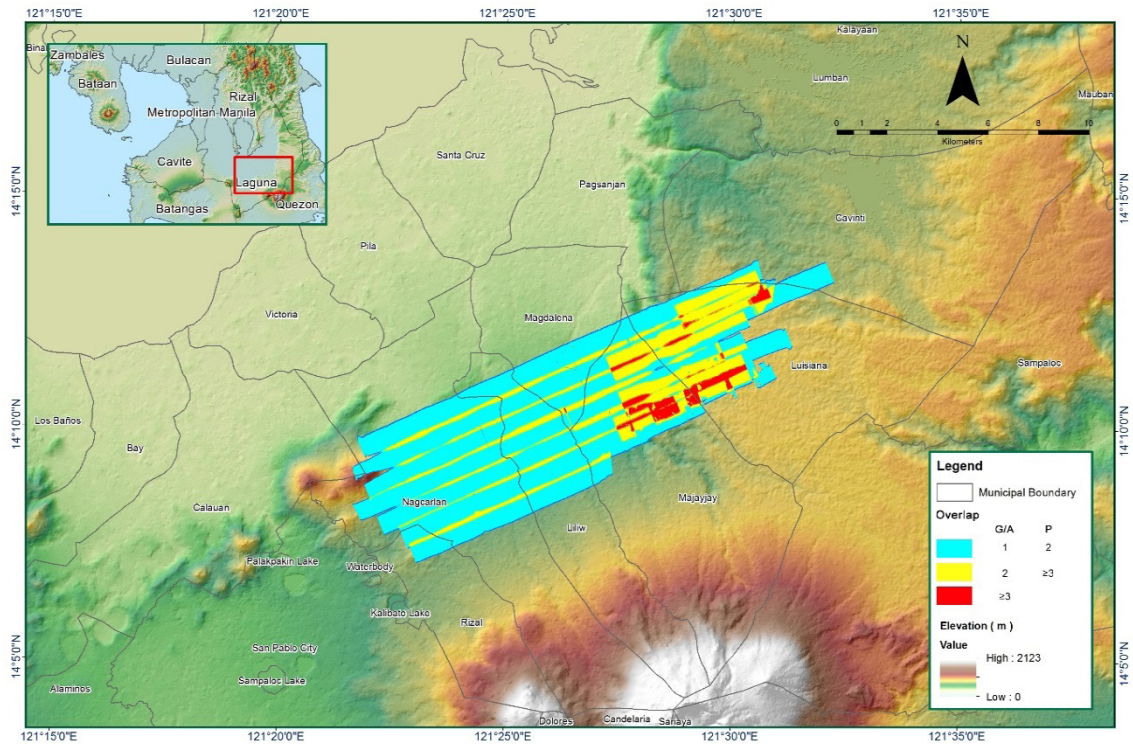 121°15'0"E 121°20'0"E 121°25'0"E 121°30'0"E 121°35'0"E
Kalayaan
Bina
Zambales
Bulacan
Bataan
Rizal
Metropolitan Manila
Cavite
Laguna
Batangas
Quezon
N
Lumban
Mauban
0 1 2 4 6 8 10
Kilometers
Santa Cruz
Pagsanjan
14°15'0"N
14°15'0"N
Cavinti
Pila
Victoria
Magdalena
Luisiana
Sampaloc
Los Baños
14°10'0"N
14°10'0"N
Bay
Calauan
Nagcarlan
Majayjay
Liliw
Palakpakin Lake
Waterbody
Kalibato Lake
Rizal
San Pablo City
Sampaloc Lake
Alaminos
14°5'0"N
14°5'0"N
Dolores
Candelaria
Legend
Municipal Boundary
Overlap
G/A P
1 2
2 ≥3
≥3
Elevation ( m )
Value
High : 2123
Low : 0
121°15'0"E 121°20'0"E 121°25'0"E 121°30'0"E 121°35'0"E